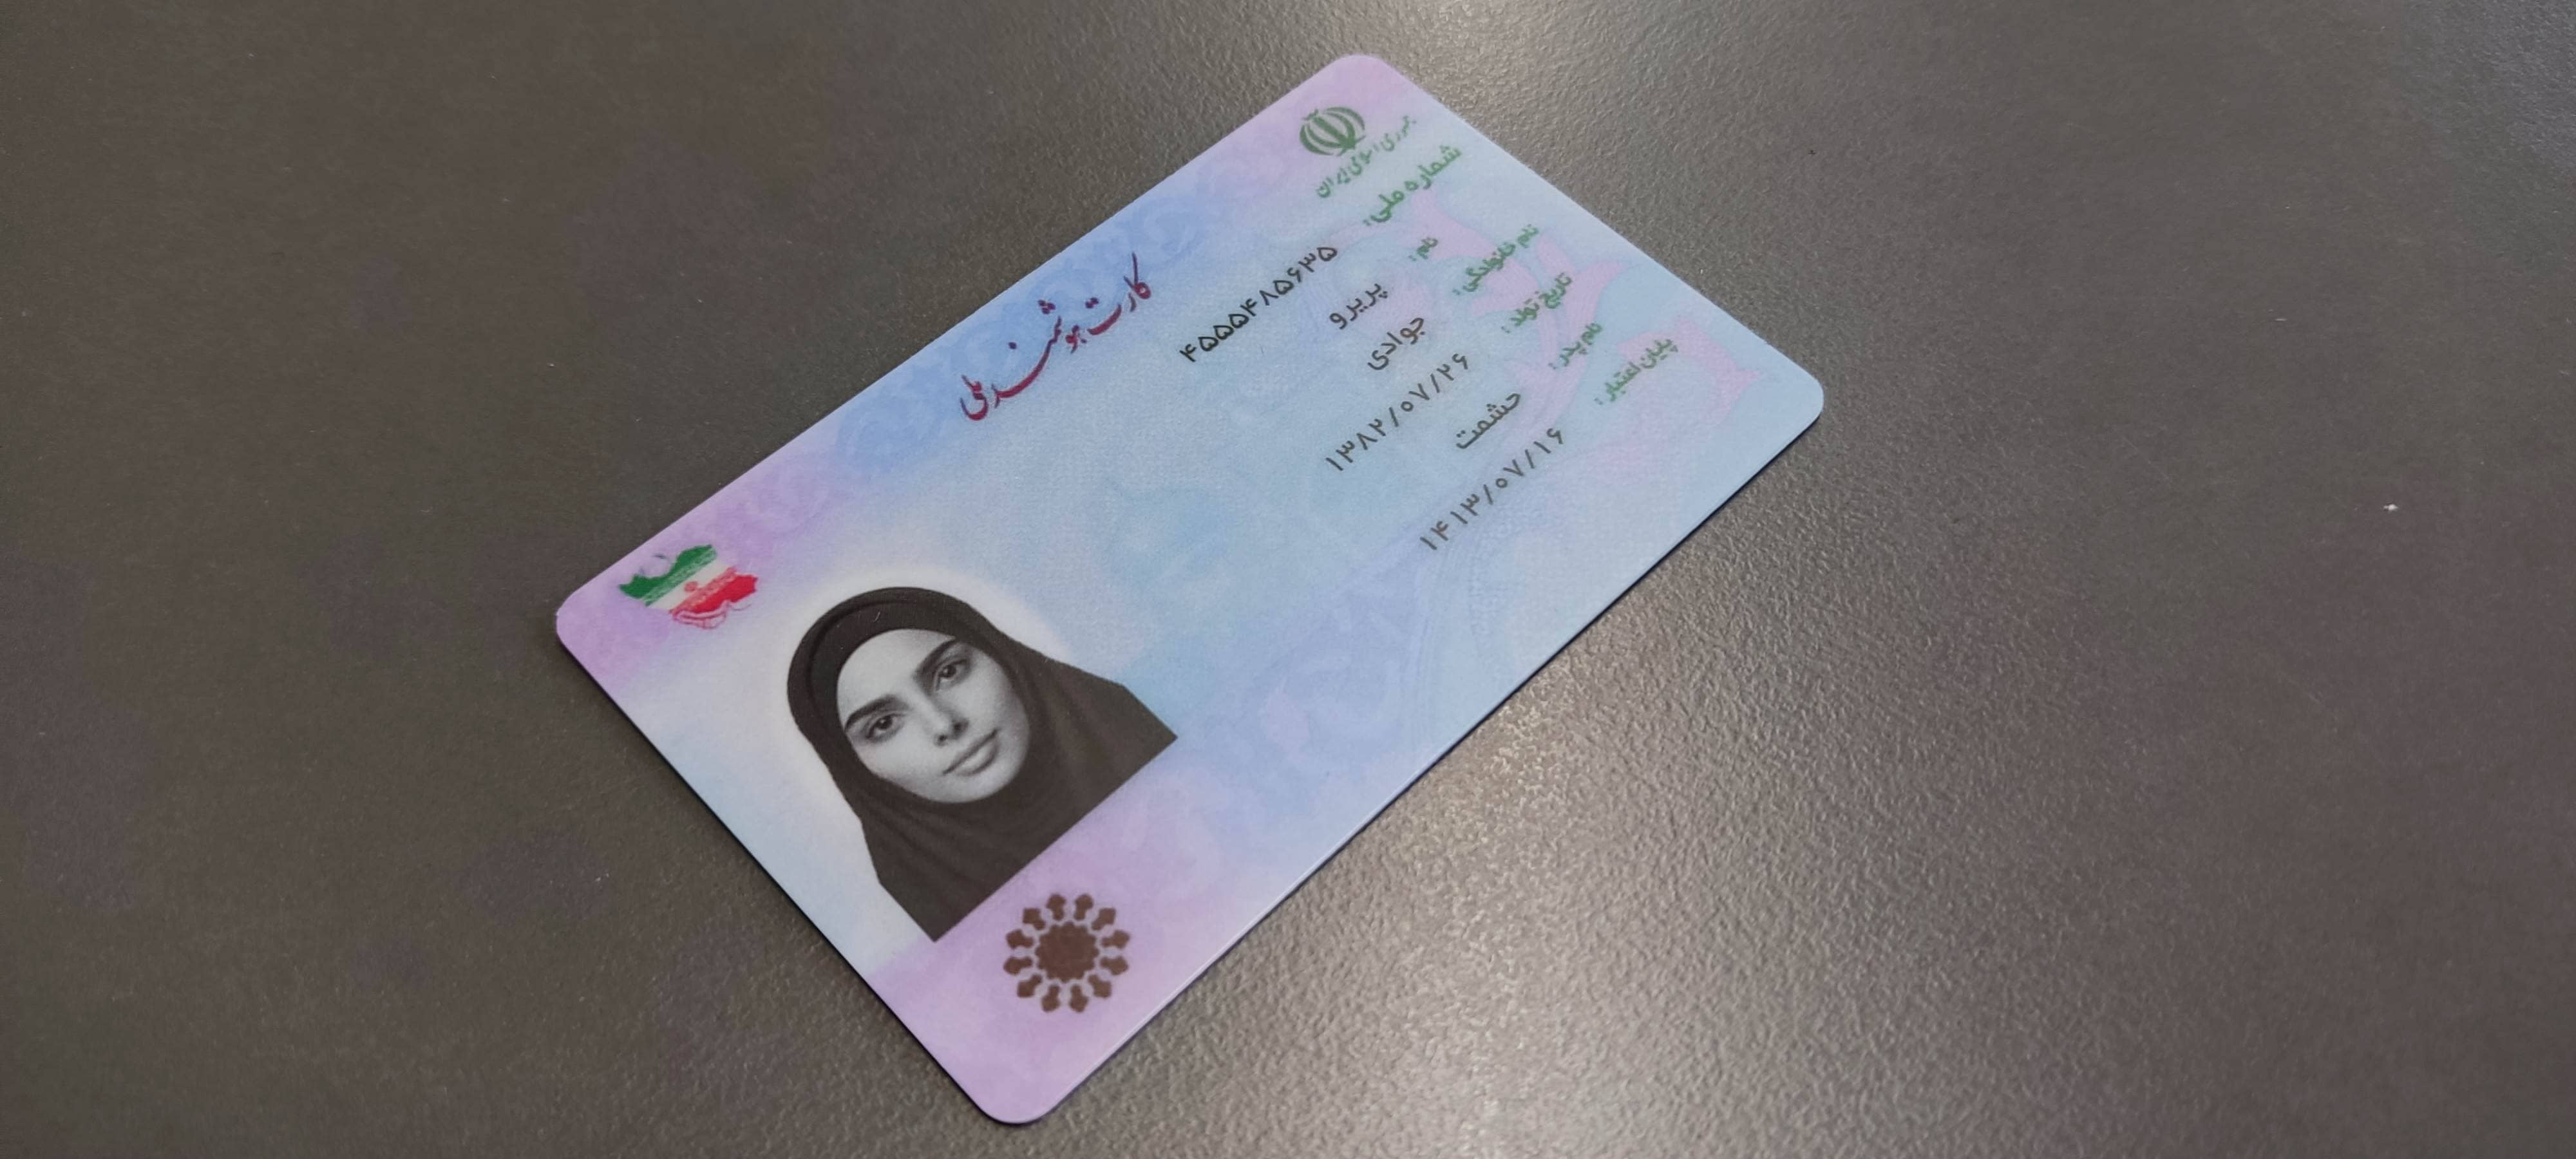 جمهوری اسلامی ایران
کارت هوشمند ملی
شماره ملی: ۴۵۵۵۴۸۵۶۳۵
نام: پریرو
نام خانوادگی: جوادی
تاریخ تولد: ۱۳۸۲/۰۷/۲۶
نام پدر: حشمت
پایان اعتبار: ۱۴۱۳/۰۷/۱۶